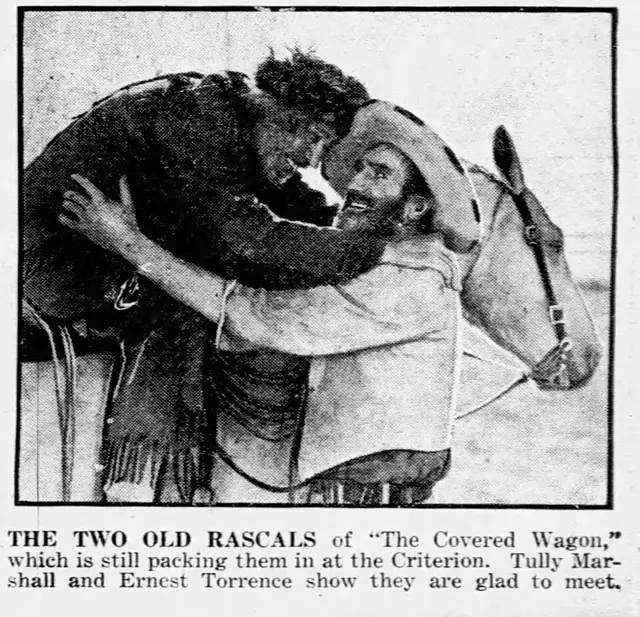 THE TWO OLD RASCALS of "The Covered Wagon,"
which is still packing them in at the Criterion. Tully Mar-
shall and Ernest Torrence show they are glad to meet.